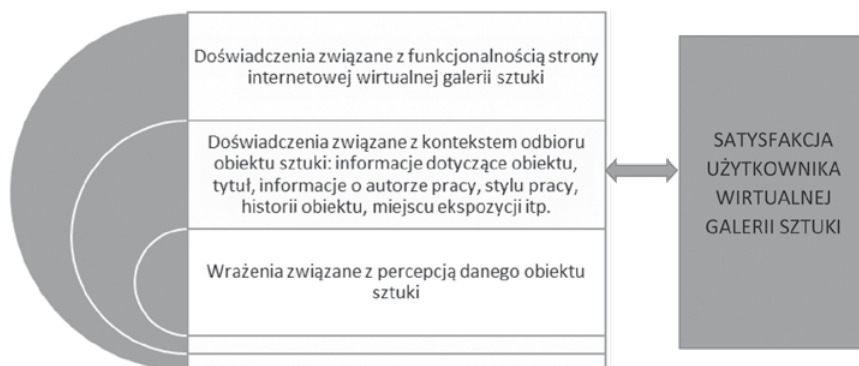 Doświadczenia związane z funkcjonalnością strony
internetowej wirtualnej galerii sztuki
Doświadczenia związane z kontekstem odbioru
obiektu sztuki: informacje dotyczące obiektu,
tytuł, informacje o autorze pracy, stylu pracy,
historii obiektu, miejscu ekspozycji itp.
Wrażenia związane z percepcją danego obiektu
sztuki
SATYSFAKCJA
UŻYTKOWNIKA
WIRTUALNEJ
GALERII SZTUKI